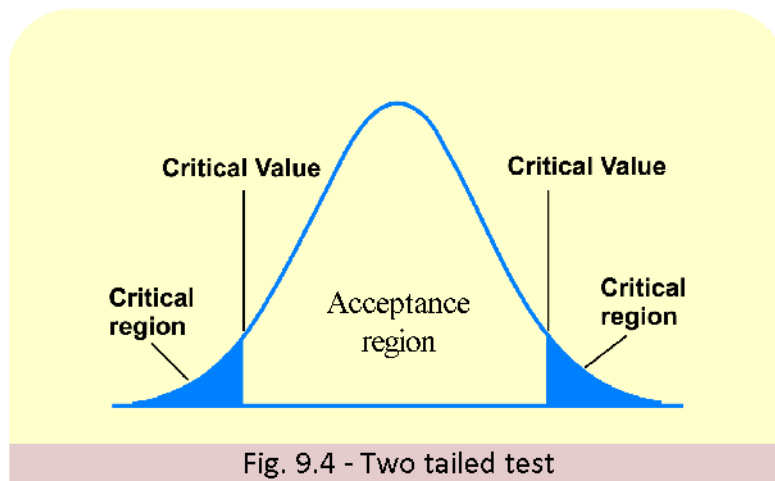 Critical Value
Critical Value
Critical
region
Acceptance
region
Critical
region
Fig. 9.4 - Two tailed test